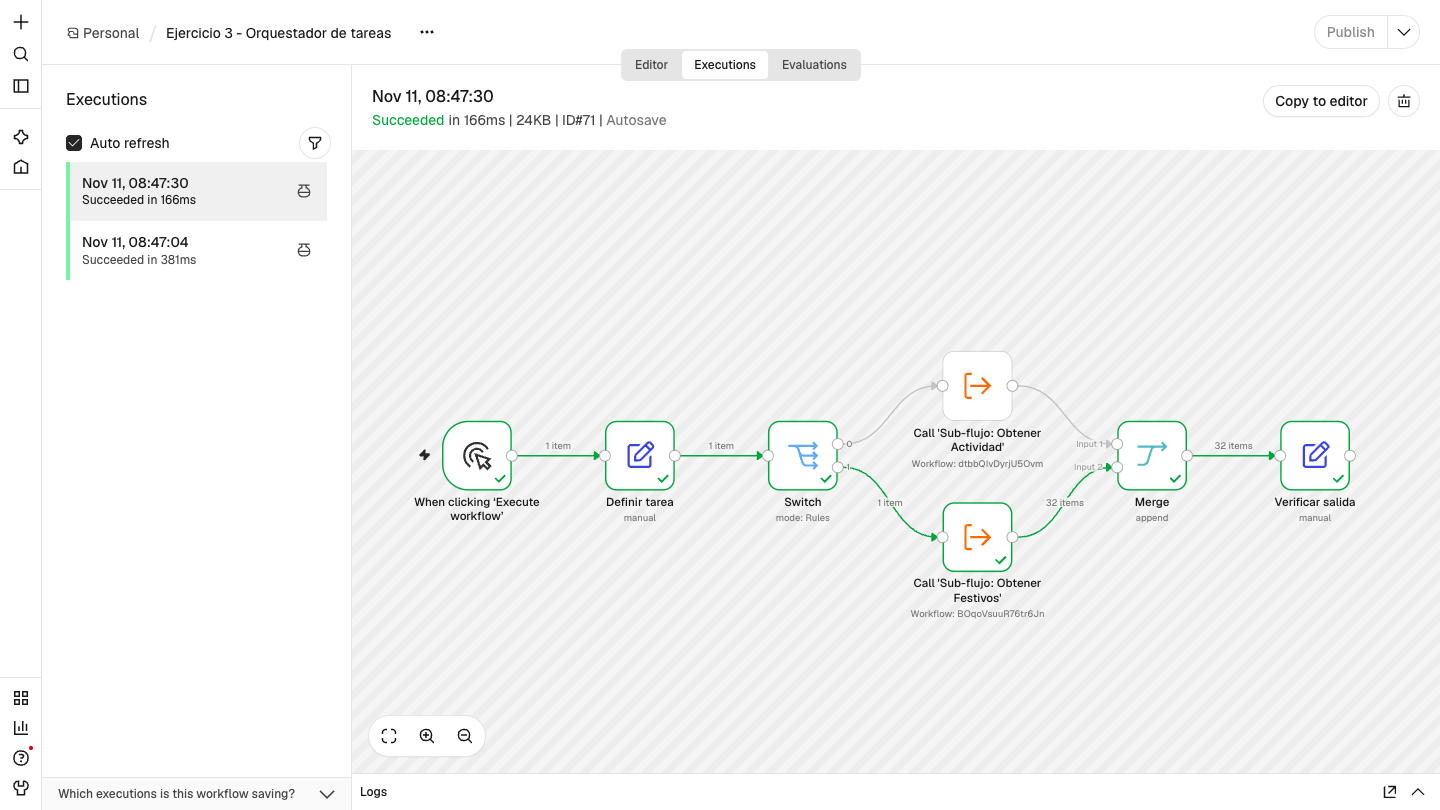 Personal / Ejercicio 3 - Orquestador de tareas ...
Publish
Editor Executions Evaluations
Executions
Auto refresh
Nov 11, 08:47:30
Succeeded in 166ms
Nov 11, 08:47:04
Succeeded in 381ms
Which executions is this workflow saving?
Nov 11, 08:47:30
Succeeded in 166ms | 24KB | ID#71 | Autosave
Copy to editor
When clicking ‘Execute
workflow’
1 item
Definir tarea
manual
1 item
Switch
mode: Rules
0
1
1 item
Call 'Sub-flujo: Obtener
Actividad'
Workflow: dtbbQIvDyrjU5Ovm
Call 'Sub-flujo: Obtener
Festivos'
Workflow: BOqoVsuuR76tr6Jn
32 items
Input 1
Input 2
Merge
append
32 items
Verificar salida
manual
Logs